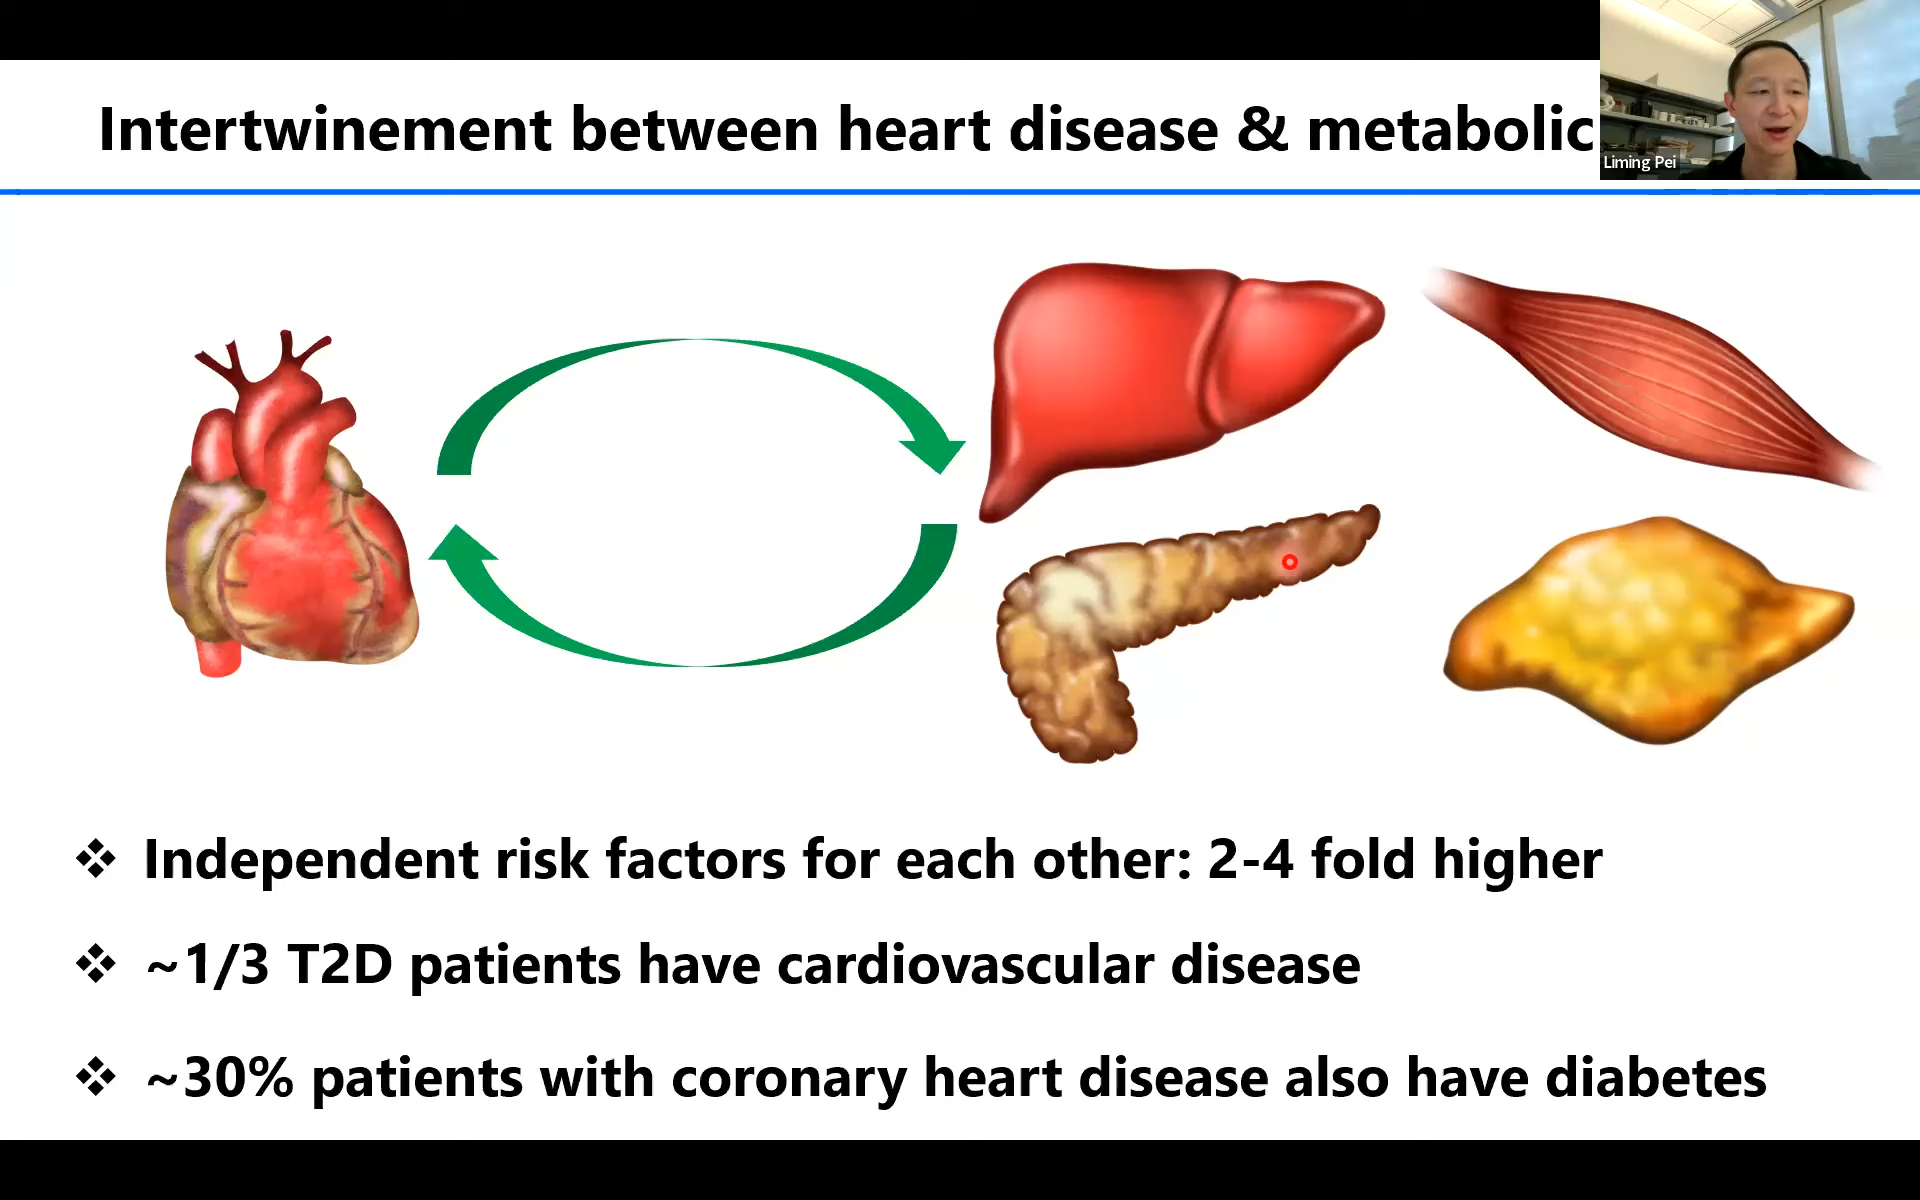 Intertwinement between heart disease & metabolic
Liming Pei
❖ Independent risk factors for each other: 2-4 fold higher
❖ ~1/3 T2D patients have cardiovascular disease
❖ ~30% patients with coronary heart disease also have diabetes